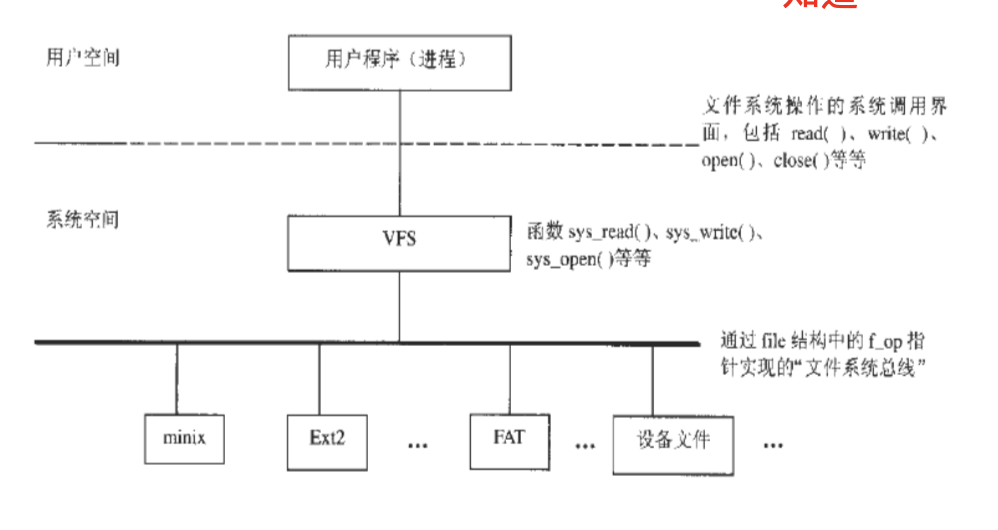 知道
用户空间
用户程序（进程）
文件系统操作的系统调用界
面，包括 read( )、write( )、
open( )、close( )等等
系统空间
VFS
函数 sys_read( )、sys_write( )、
sys_open( )等等
通过 file 结构中的 f_op 指
针实现的“文件系统总线”
minix
Ext2
...
FAT
...
设备文件
...